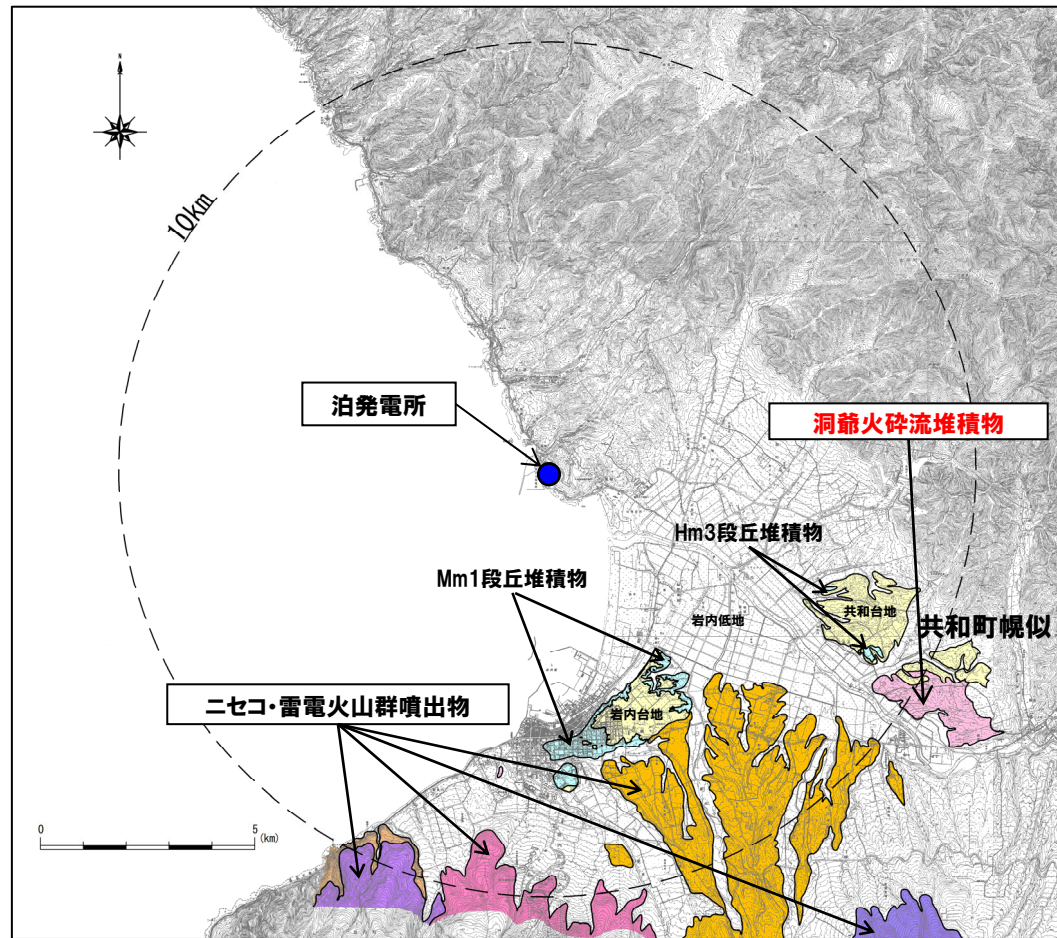 N
10km
泊発電所
洞爺火砕流堆積物
Hm3段丘堆積物
Mm1段丘堆積物
共和台地
岩内低地
共和町幌似
ニセコ・雷電火山群噴出物
岩内台地
0 5
(km)